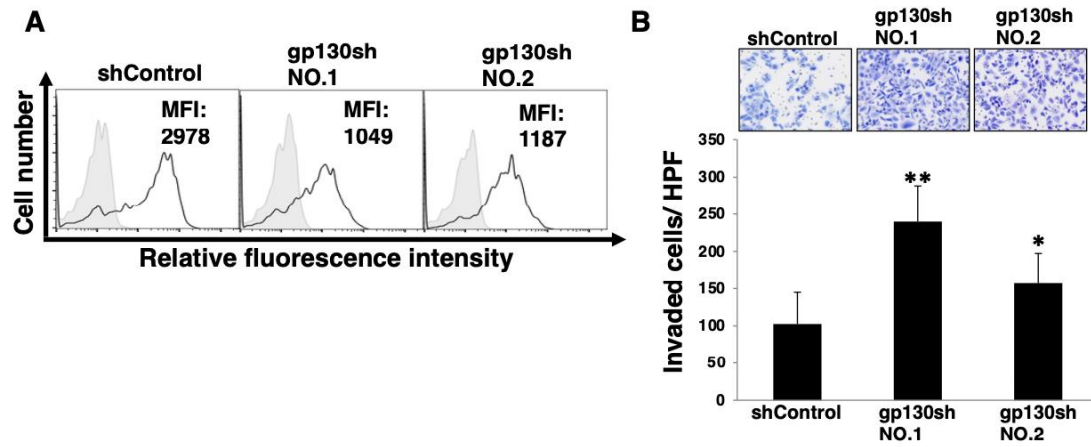 A
shControl
gp130sh
NO.1
gp130sh
NO.2
MFI:
2978
MFI:
1049
MFI:
1187
Cell number
Relative fluorescence intensity
B
shControl
gp130sh
NO.1
gp130sh
NO.2
Invaded cells/ HPF
350
300
250
200
150
100
50
0
**
*
shControl
gp130sh
NO.1
gp130sh
NO.2